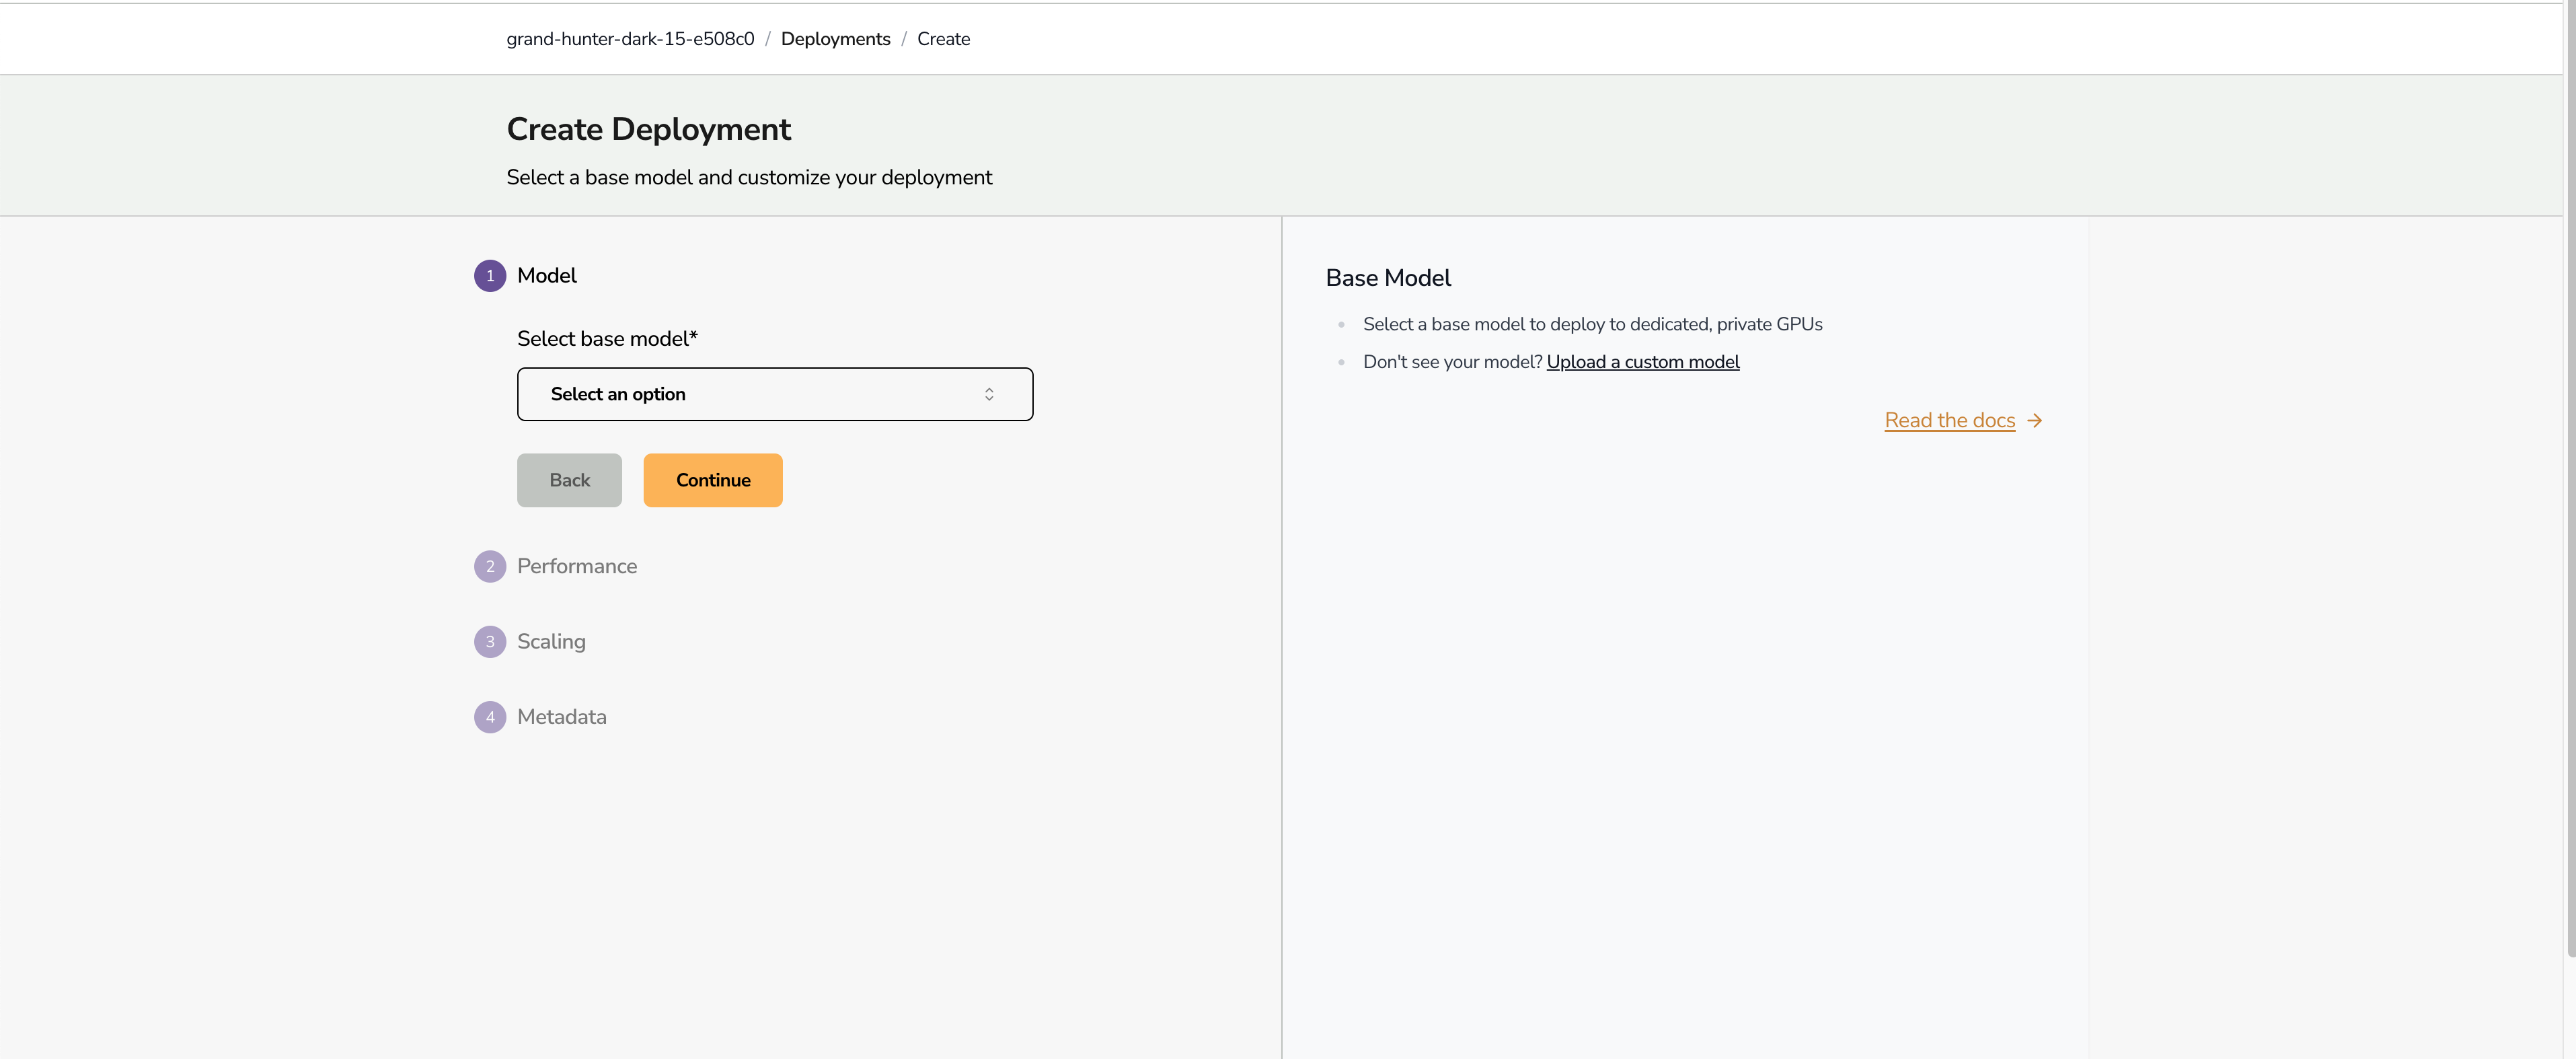 grand-hunter-dark-15-e508c0 / Deployments / Create
Create Deployment
Select a base model and customize your deployment
1 Model
Select base model*
Select an option
Back Continue
2 Performance
3 Scaling
4 Metadata
Base Model
Select a base model to deploy to dedicated, private GPUs
Don't see your model? Upload a custom model
Read the docs →